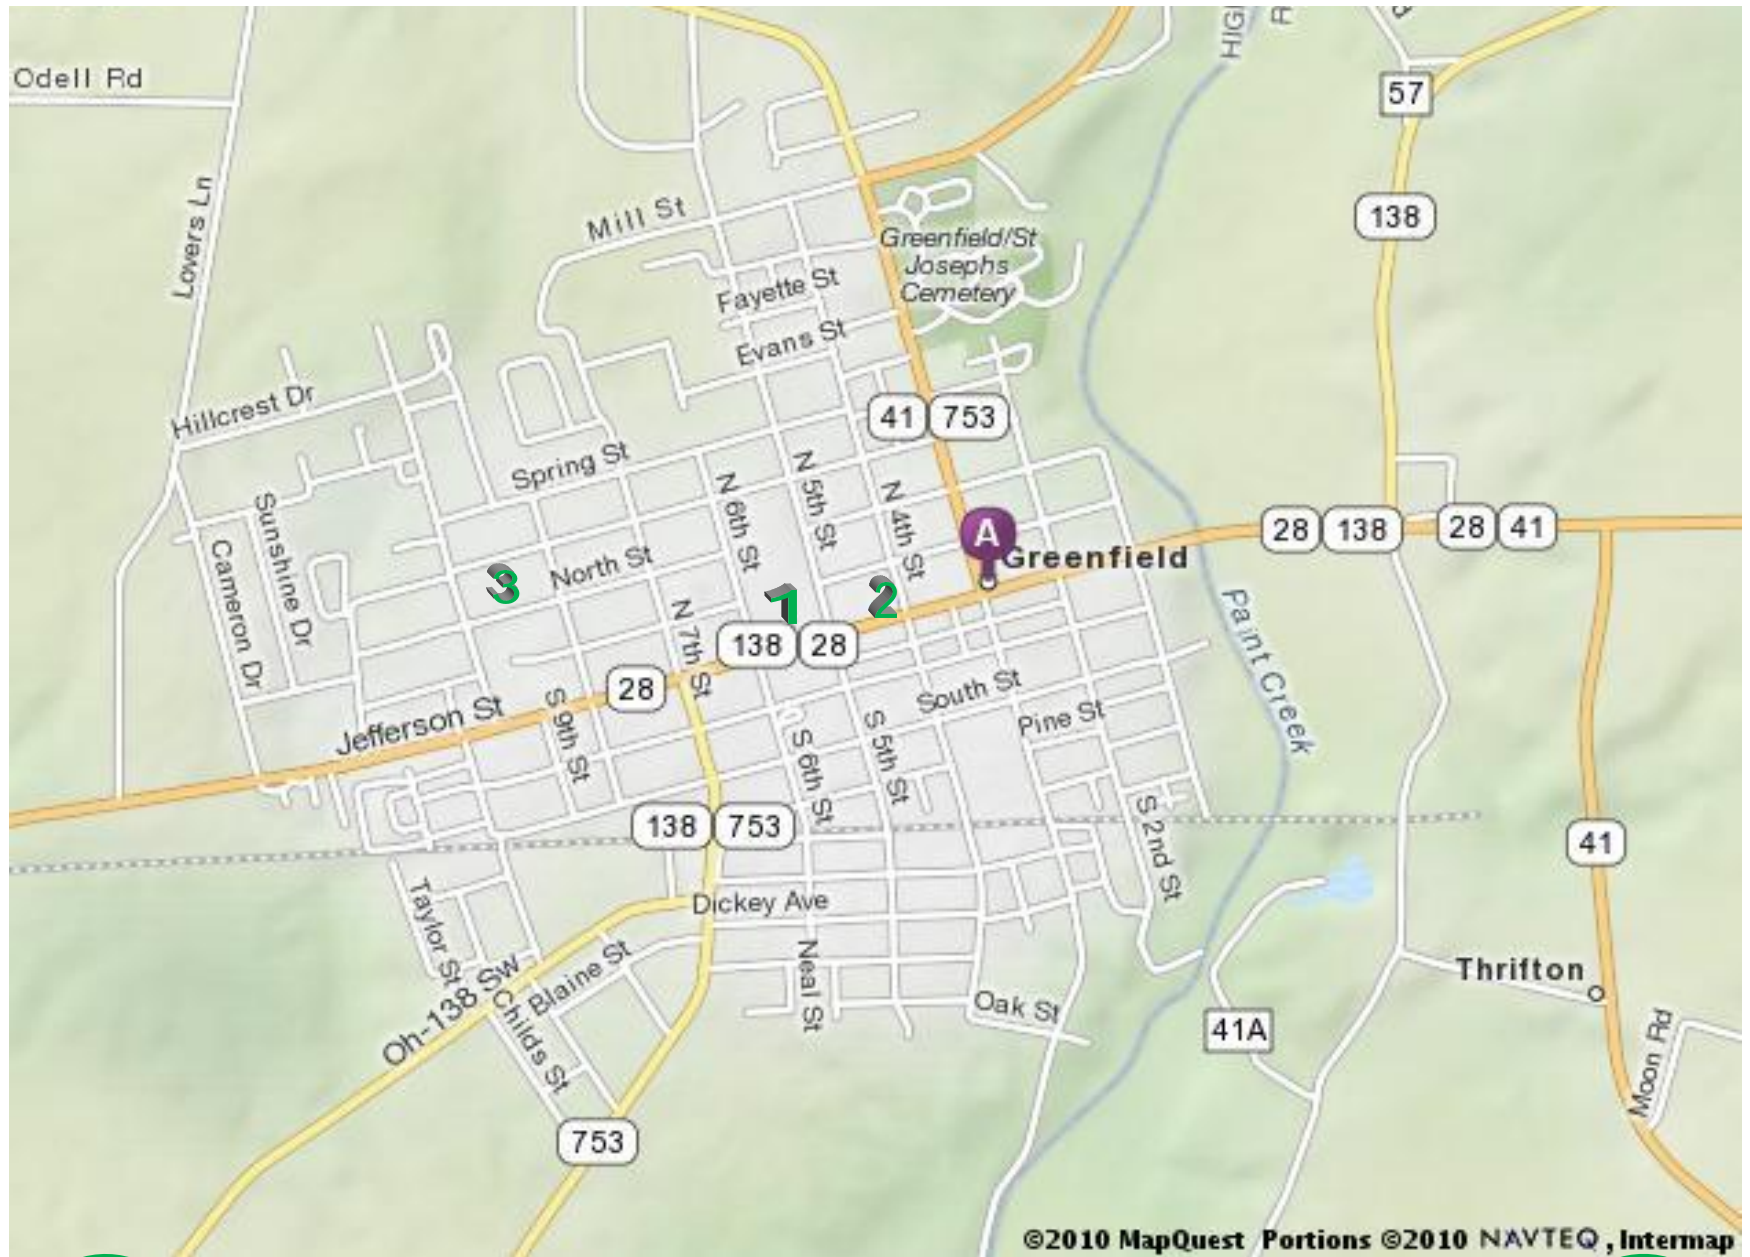 Odell Rd
57
Lovers Ln
138
Mill St
Greenfield/St
Josephs
Cemetery
Fayette St
Evans St
Hillcrest Dr
41
753
Spring St
N 6th St
N 5th St
N 4th St
A
Greenfield
28
138
28
41
Sunshine Dr
Cameron Dr
North St
3
1
2
Paint Creek
N 7th St
138
28
28
Jefferson St
S 9th St
South St
Pine St
S 6th St
S 5th St
138
753
S 2nd St
41
Taylor St
Dickey Ave
Oh-138 Sw
Blaine St
Childs St
Neal St
Oak St
Thrifton
41A
Moon Rd
753
©2010 MapQuest Portions ©2010 NAVTEQ, Intermap